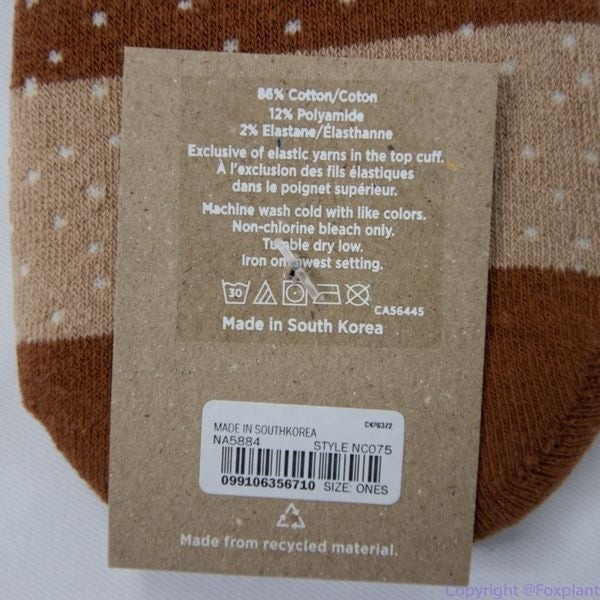 86% Cotton/Coton
12% Polyamide
2% Elastane/Élasthanne
Exclusive of elastic yarns in the top cuff.
À l'exclusion des fils élastiques
dans le poignet supérieur.
Machine wash cold with like colors.
Non-chlorine bleach only.
Tumble dry low.
Iron on lowest setting.
30
CA56445
Made in South Korea
MADE IN SOUTHKOREA CKP6372
NA5884 STYLE NC075
099106356710 SIZE: ONES
Made from recycled material.
Copyright @Foxplant